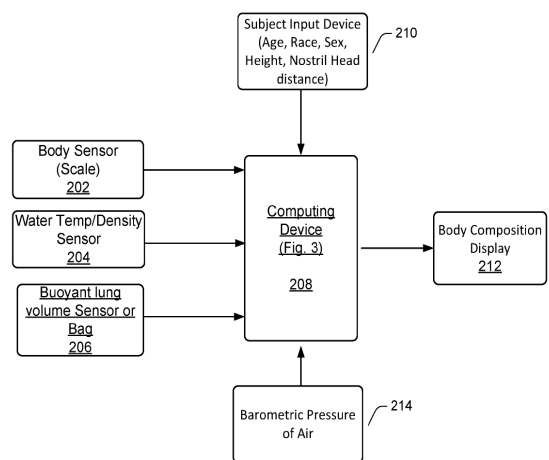 Subject Input Device
(Age, Race, Sex,
Height, Nostril Head
distance)
210
Body Sensor
(Scale)
202
Water Temp/Density
Sensor
204
Buoyant lung
volume Sensor or
Bag
206
Computing
Device
(Fig. 3)
208
Body Composition
Display
212
Barometric Pressure
of Air
214